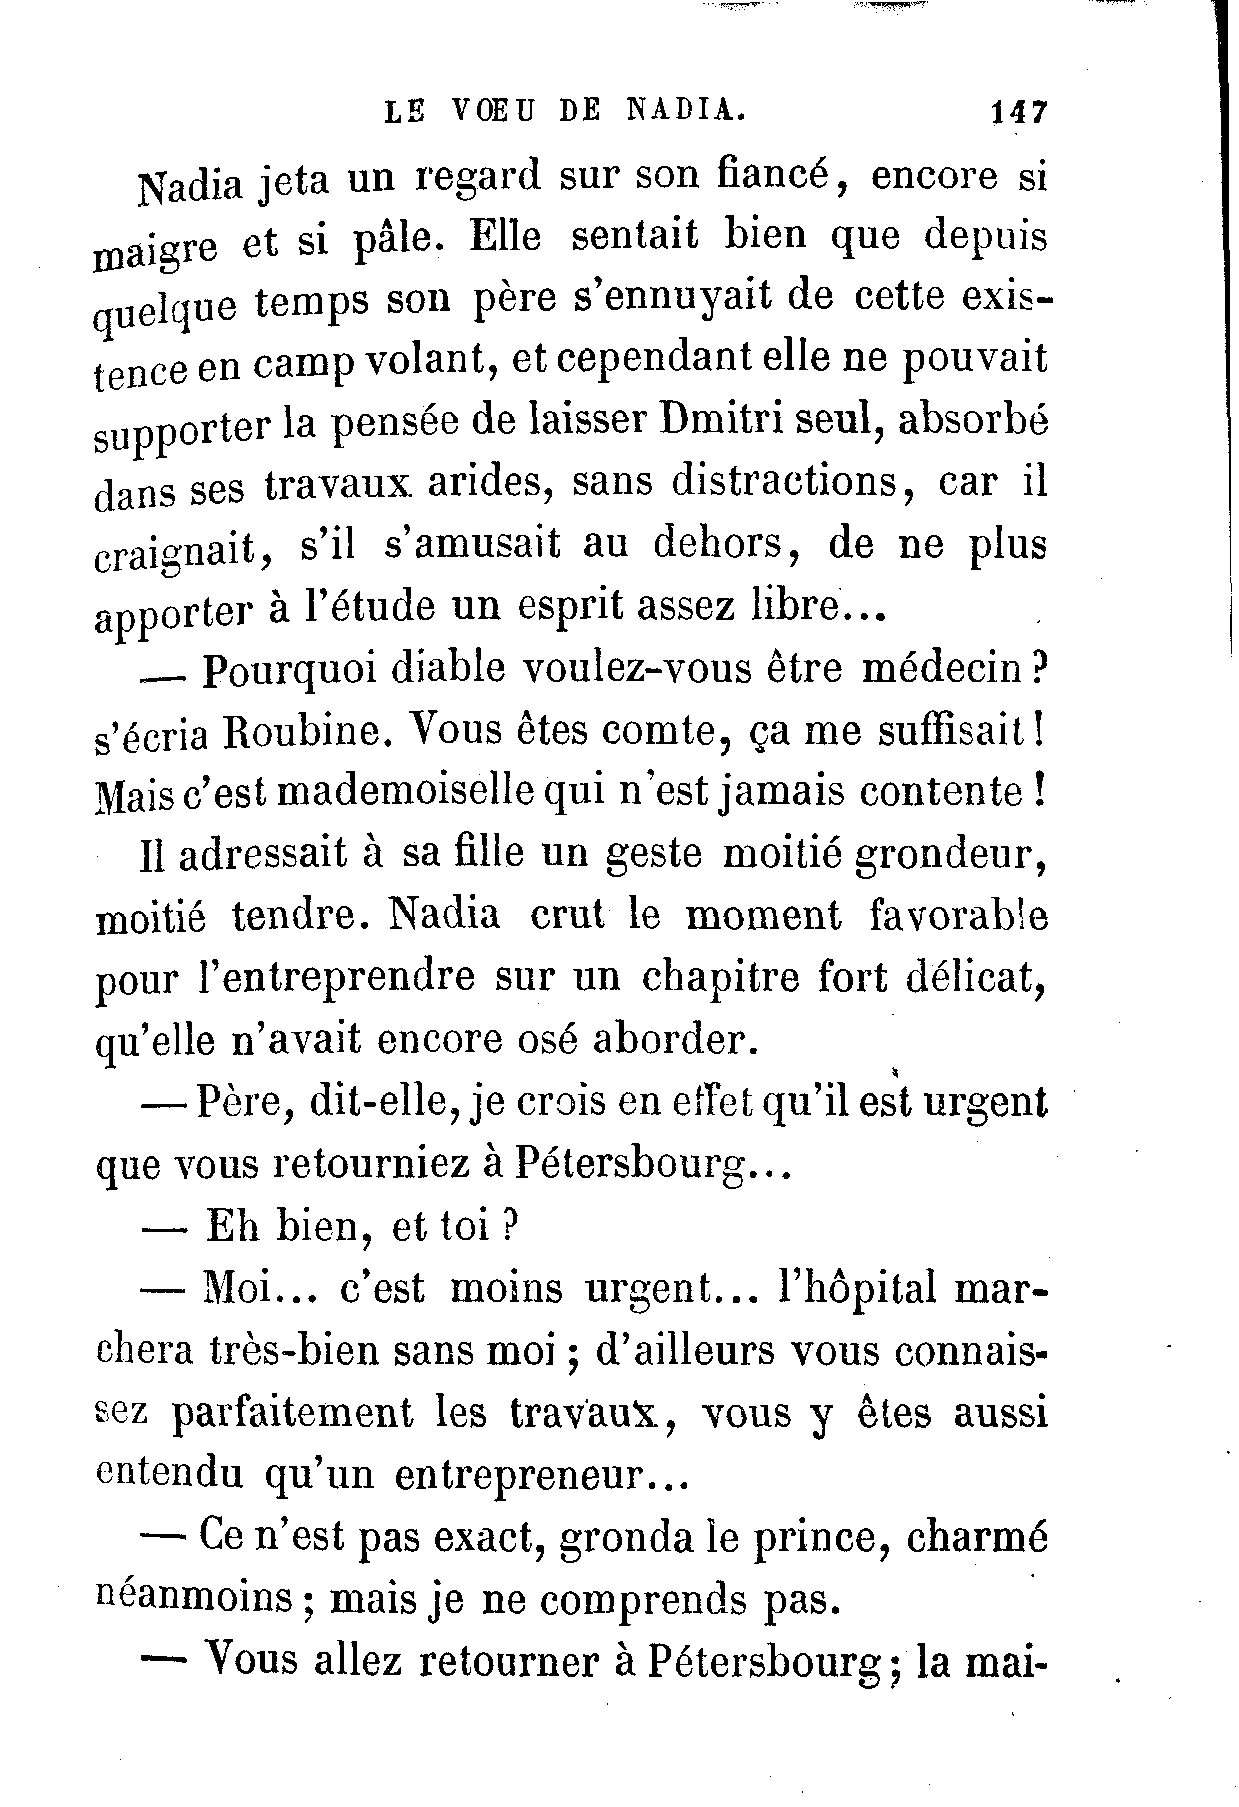 LE VŒU DE NADIA. 147
Nadia jeta un regard sur son fiancé, encore si
maigre et si pâle. Elle sentait bien que depuis
quelque temps son père s'ennuyait de cette exis-
tence en camp volant, et cependant elle ne pouvait
supporter la pensée de laisser Dmitri seul, absorbé
dans ses travaux arides, sans distractions, car il
craignait, s'il s'amusait au dehors, de ne plus
apporter à l'étude un esprit assez libre...
— Pourquoi diable voulez-vous être médecin ?
s'écria Roubine. Vous êtes comte, ça me suffisait !
Mais c'est mademoiselle qui n'est jamais contente !
Il adressait à sa fille un geste moitié grondeur,
moitié tendre. Nadia crut le moment favorable
pour l'entreprendre sur un chapitre fort délicat,
qu'elle n'avait encore osé aborder.
— Père, dit-elle, je crois en effet qu'il est urgent
que vous retourniez à Pétersbourg...
— Eh bien, et toi ?
— Moi... c'est moins urgent... l'hôpital mar-
chera très-bien sans moi ; d'ailleurs vous connais-
sez parfaitement les travaux, vous y êtes aussi
entendu qu'un entrepreneur...
— Ce n'est pas exact, gronda le prince, charmé
néanmoins ; mais je ne comprends pas.
— Vous allez retourner à Pétersbourg ; la mai-